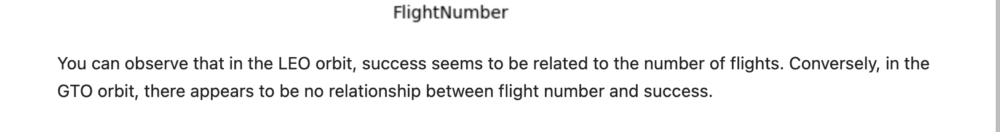 FlightNumber
You can observe that in the LEO orbit, success seems to be related to the number of flights. Conversely, in the
GTO orbit, there appears to be no relationship between flight number and success.